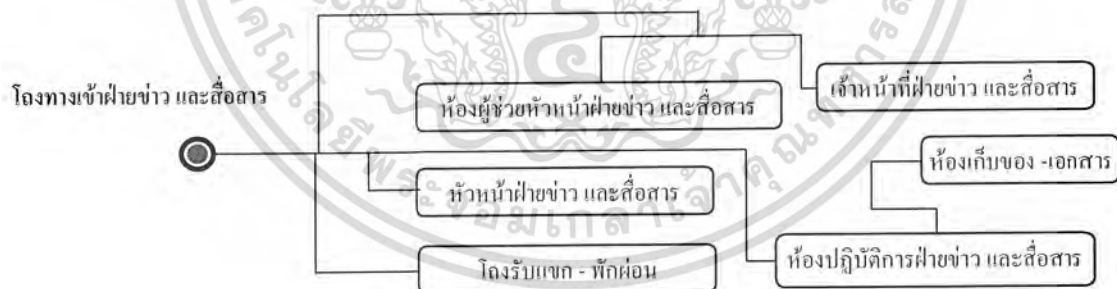 โถงทางเข้าฝ่ายข่าว และสื่อสาร
ห้องผู้ช่วยหัวหน้าฝ่ายข่าว และสื่อสาร
เจ้าหน้าที่ฝ่ายข่าว และสื่อสาร
ห้องเก็บของ -เอกสาร
หัวหน้าฝ่ายข่าว และสื่อสาร
ห้องปฏิบัติการฝ่ายข่าว และสื่อสาร
โถงรับแขก - พักผ่อน